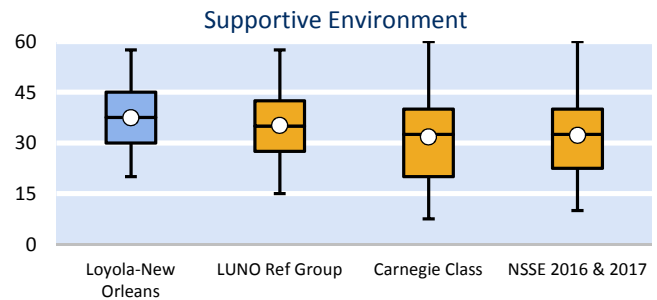 Supportive Environment
60
45
30
15
0
Loyola-New
Orleans
LUNO Ref Group
Carnegie Class
NSSE 2016 & 2017